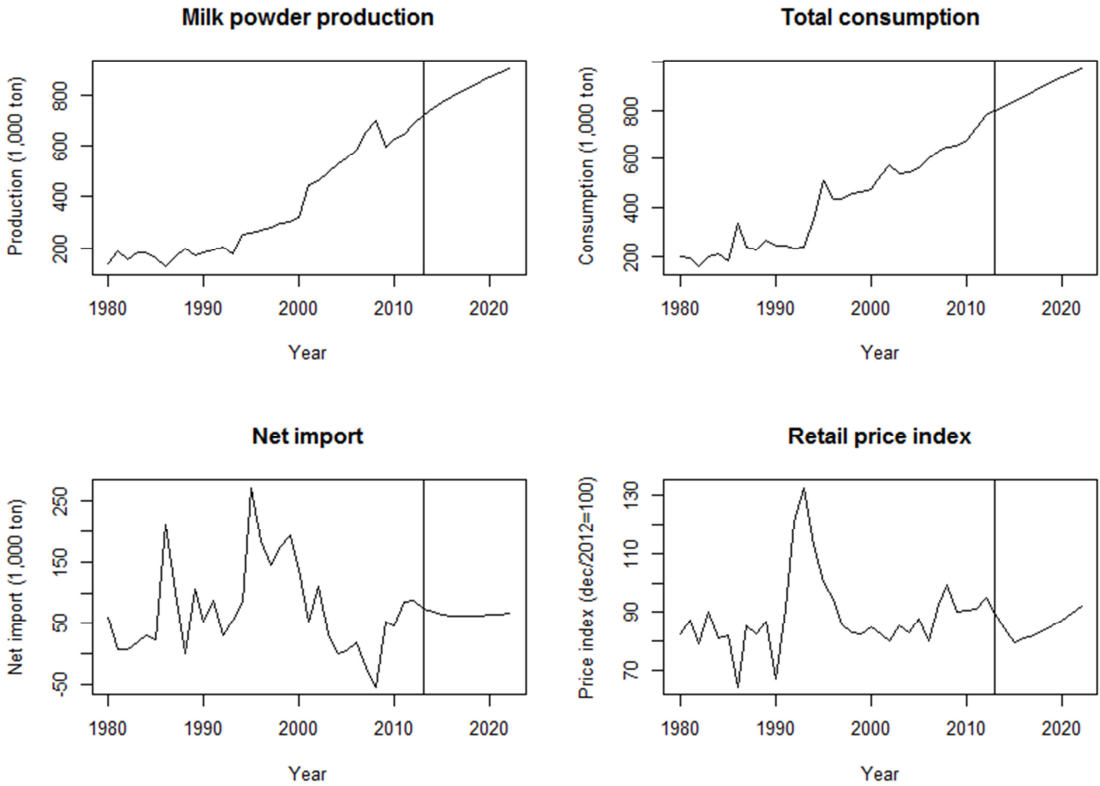 Milk powder production
Production (1,000 ton)
800
600
400
200
1980 1990 2000 2010 2020
Year
Total consumption
Consumption (1,000 ton)
800
600
400
200
1980 1990 2000 2010 2020
Year
Net import
Net import (1,000 ton)
250
150
50
-50
1980 1990 2000 2010 2020
Year
Retail price index
Price index (dec/2012=100)
130
110
90
70
1980 1990 2000 2010 2020
Year